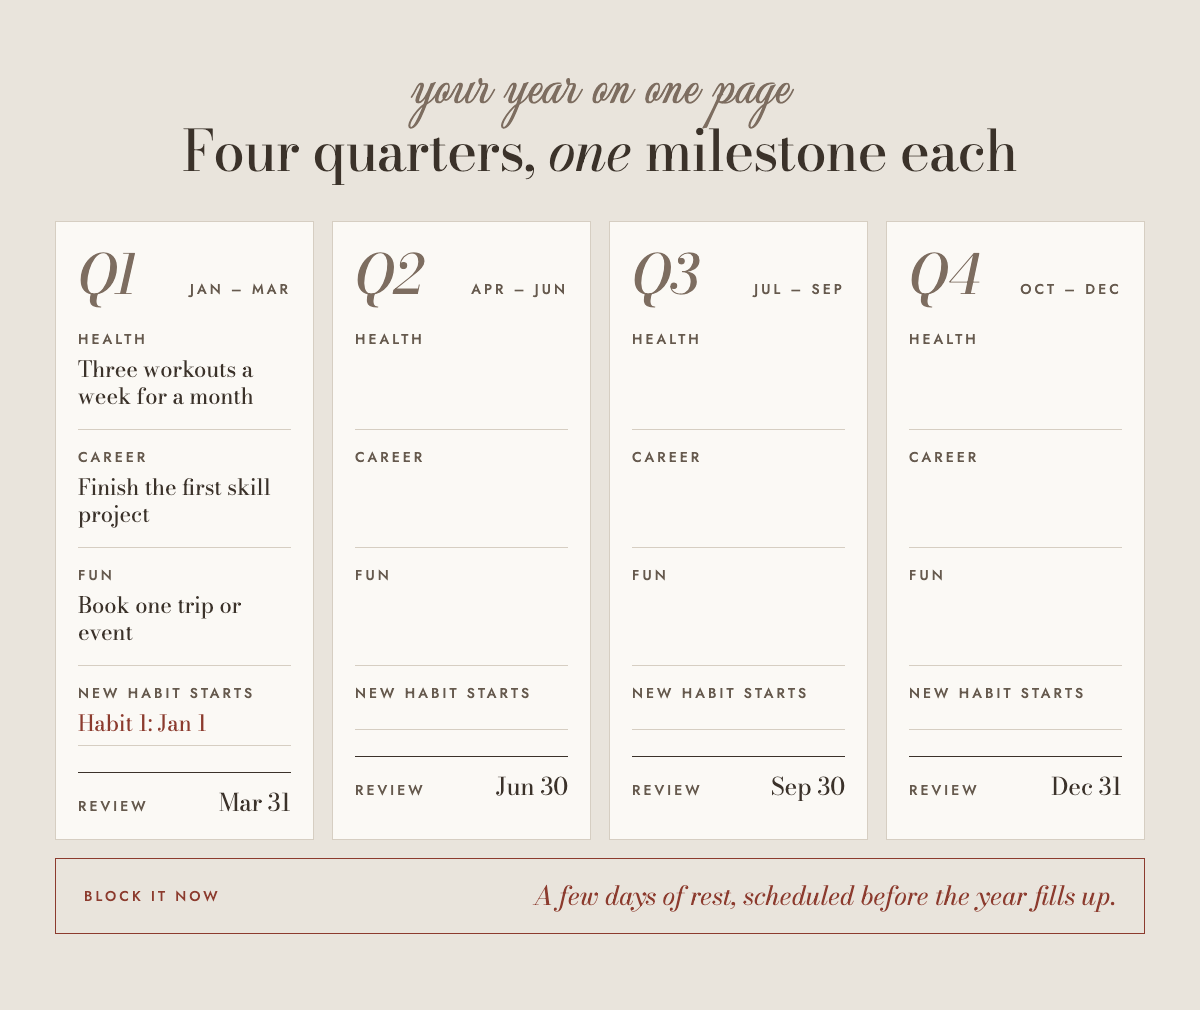 your year on one page
Four quarters, one milestone each
Q1
JAN – MAR
HEALTH
Three workouts a
week for a month
CAREER
Finish the first skill
project
FUN
Book one trip or
event
NEW HABIT STARTS
Habit 1: Jan 1
REVIEW
Mar 31
Q2
APR – JUN
HEALTH
CAREER
FUN
NEW HABIT STARTS
REVIEW
Jun 30
Q3
JUL – SEP
HEALTH
CAREER
FUN
NEW HABIT STARTS
REVIEW
Sep 30
Q4
OCT – DEC
HEALTH
CAREER
FUN
NEW HABIT STARTS
REVIEW
Dec 31
BLOCK IT NOW
A few days of rest, scheduled before the year fills up.